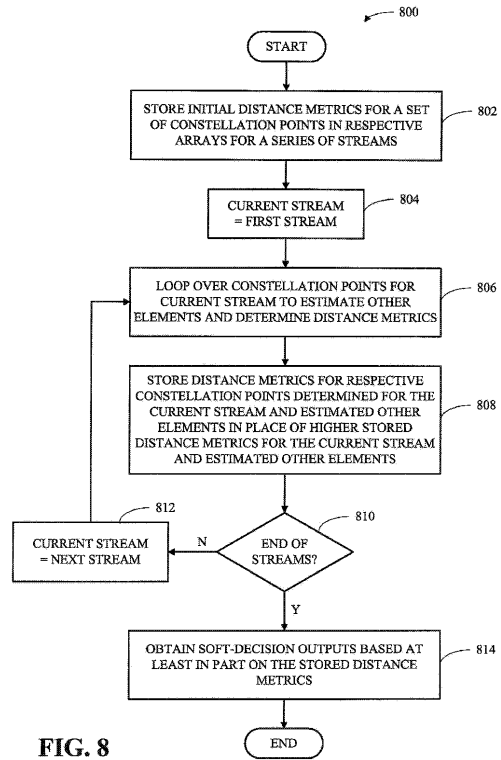 800
START
STORE INITIAL DISTANCE METRICS FOR A SET
OF CONSTELLATION POINTS IN RESPECTIVE
ARRAYS FOR A SERIES OF STREAMS
802
CURRENT STREAM
= FIRST STREAM
804
LOOP OVER CONSTELLATION POINTS FOR
CURRENT STREAM TO ESTIMATE OTHER
ELEMENTS AND DETERMINE DISTANCE METRICS
806
STORE DISTANCE METRICS FOR RESPECTIVE
CONSTELLATION POINTS DETERMINED FOR THE
CURRENT STREAM AND ESTIMATED OTHER
ELEMENTS IN PLACE OF HIGHER STORED
DISTANCE METRICS FOR THE CURRENT STREAM
AND ESTIMATED OTHER ELEMENTS
808
812
CURRENT STREAM
= NEXT STREAM
N
END OF
STREAMS?
810
Y
OBTAIN SOFT-DECISION OUTPUTS BASED AT
LEAST IN PART ON THE STORED DISTANCE
METRICS
814
END
FIG. 8